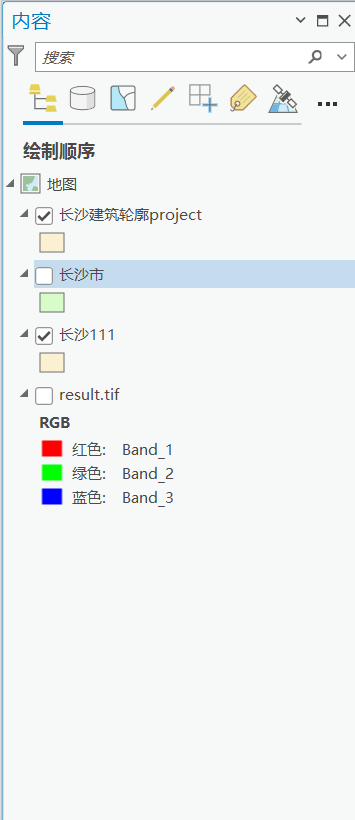 内容
搜索
绘制顺序
地图
长沙建筑轮廓project
长沙市
长沙111
result.tif
RGB
红色: Band_1
绿色: Band_2
蓝色: Band_3